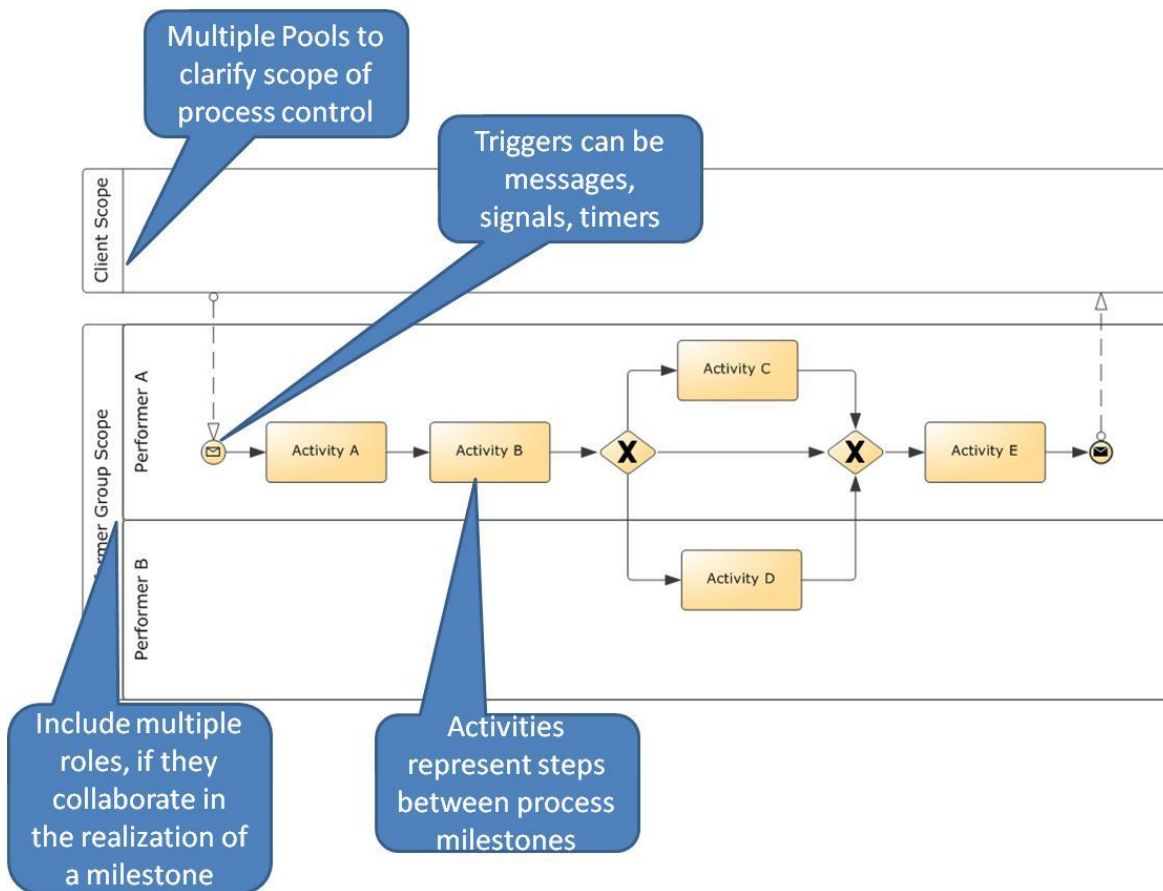 Multiple Pools to
clarify scope of
process control
Triggers can be
messages,
signals, timers
Client Scope
Group Scope
Performer A
Activity A
Activity B
Activity C
Activity D
Activity E
Performer B
Include multiple
roles, if they
collaborate in
the realization of
a milestone
Activities
represent steps
between process
milestones